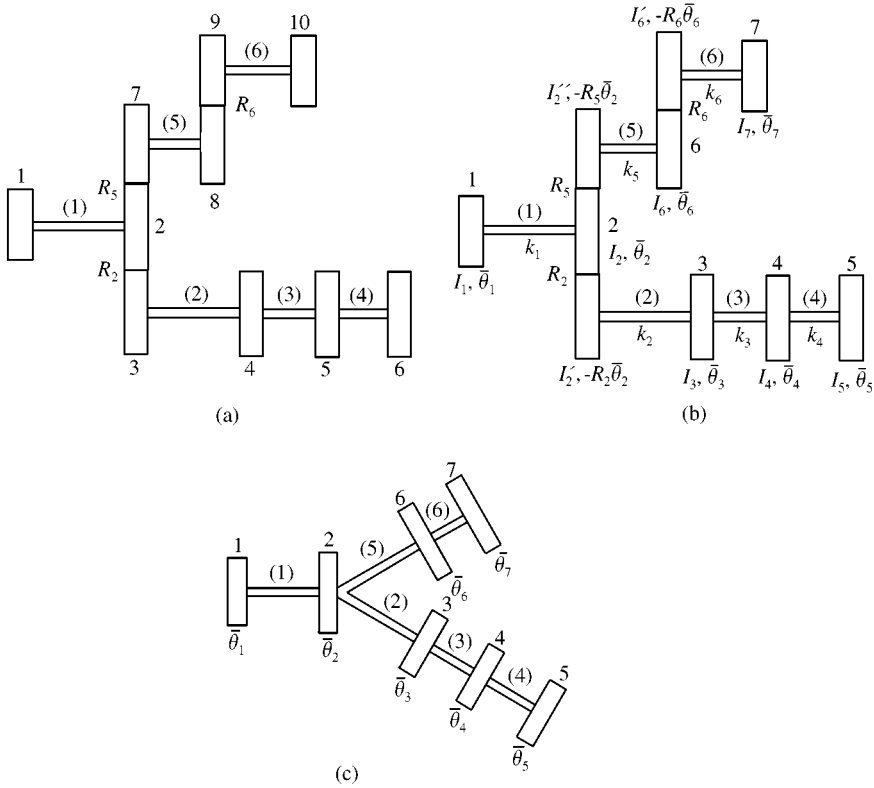 9 10
(6)
7
R₆
(5)
1
R₅
8
(1)
2
R₂
(2) (3) (4)
3 4 5 6
(a)
I₆′, -R₆θ̄₆
7
(6)
k₆
I₂′′, -R₅θ̄₂
R₆
I₇, θ̄₇
(5)
6
k₅
1
R₅
I₆, θ̄₆
(1)
2
k₁
I₂, θ̄₂
I₁, θ̄₁
R₂
3 4 5
(2) (3) (4)
k₂ k₃ k₄
I₂′, -R₂θ̄₂ I₃, θ̄₃ I₄, θ̄₄ I₅, θ̄₅
(b)
7
6
(6)
1 2
(5)
θ̄₇
(1)
θ̄₆
(2)
3
θ̄₁ θ̄₂
(3)
4
θ̄₃
(4)
5
θ̄₄
θ̄₅
(c)